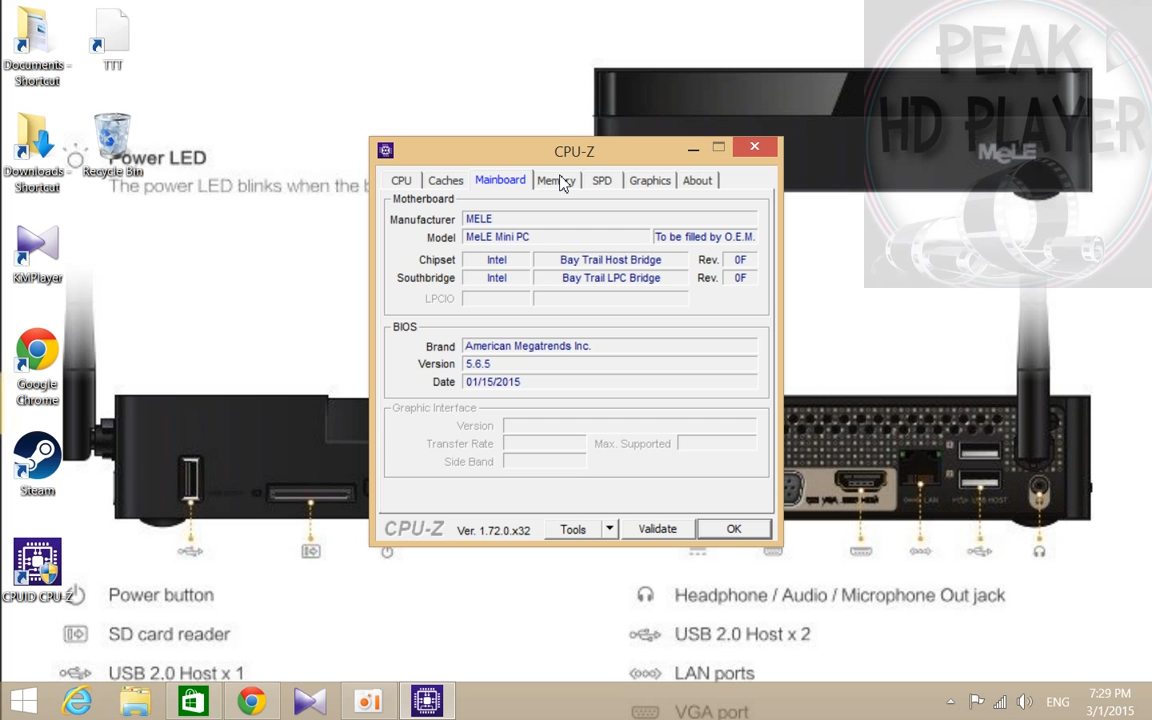 Documents -
Shortcut
TTT
PEAK
HD PLAYER
MeLE
Downloads -
Shortcut
Recycle Bin
Power LED
The power LED blinks when the b
KMPlayer
Google
Chrome
Steam
CPUID CPU-Z
CPU-Z
CPU
Caches
Mainboard
Memory
SPD
Graphics
About
Motherboard
Manufacturer MELE
Model MeLE Mini PC To be filled by O.E.M.
Chipset Intel Bay Trail Host Bridge Rev. 0F
Southbridge Intel Bay Trail LPC Bridge Rev. 0F
LPCIO
BIOS
Brand American Megatrends Inc.
Version 5.6.5
Date 01/15/2015
Graphic Interface
Version
Transfer Rate Max. Supported
Side Band
CPU-Z Ver. 1.72.0.x32 Tools Validate OK
LAN
Power button
SD card reader
USB 2.0 Host x 1
Headphone / Audio / Microphone Out jack
USB 2.0 Host x 2
LAN ports
VGA port
ENG
7:29 PM
3/1/2015